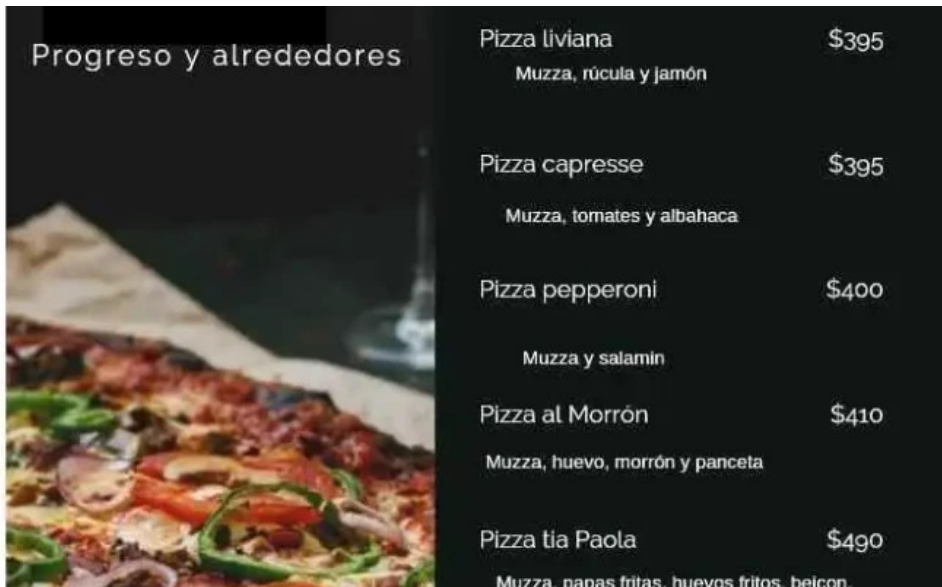 Progreso y alrededores
Pizza liviana $395
Muzza, rúcula y jamón
Pizza capresse $395
Muzza, tomates y albahaca
Pizza pepperoni $400
Muzza y salamin
Pizza al Morrón $410
Muzza, huevo, morrón y panceta
Pizza tia Paola $490
Muzza, papas fritas, huevos fritos, beicon,